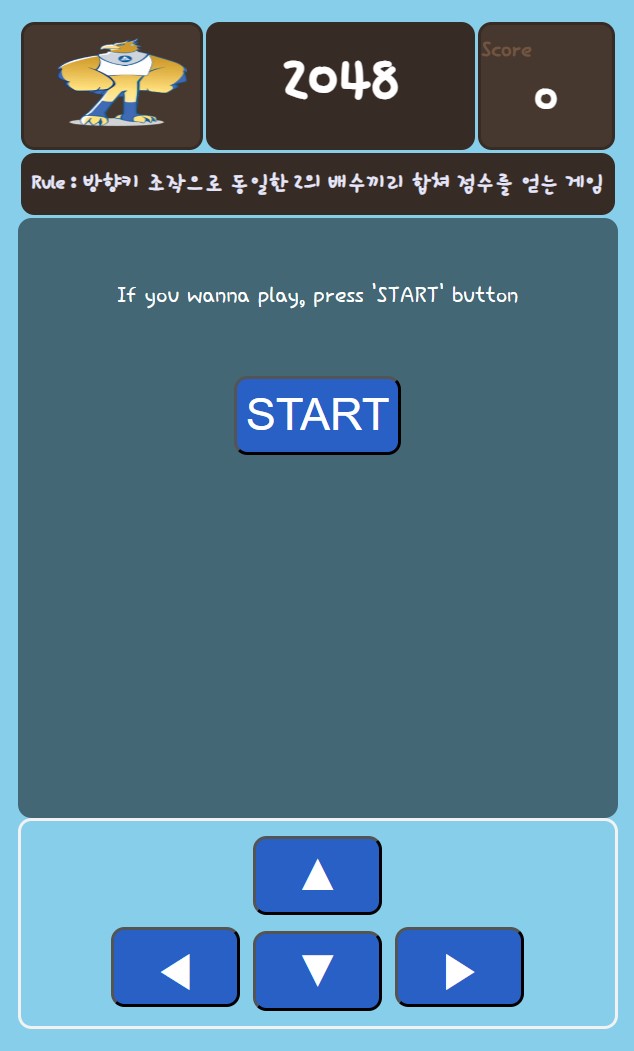 2048
Score
0
Rule : 방향키 조작으로 동일한 2의 배수끼리 합쳐 점수를 얻는 게임
If you wanna play, press 'START' button
START
▲
◀ ▼ ▶